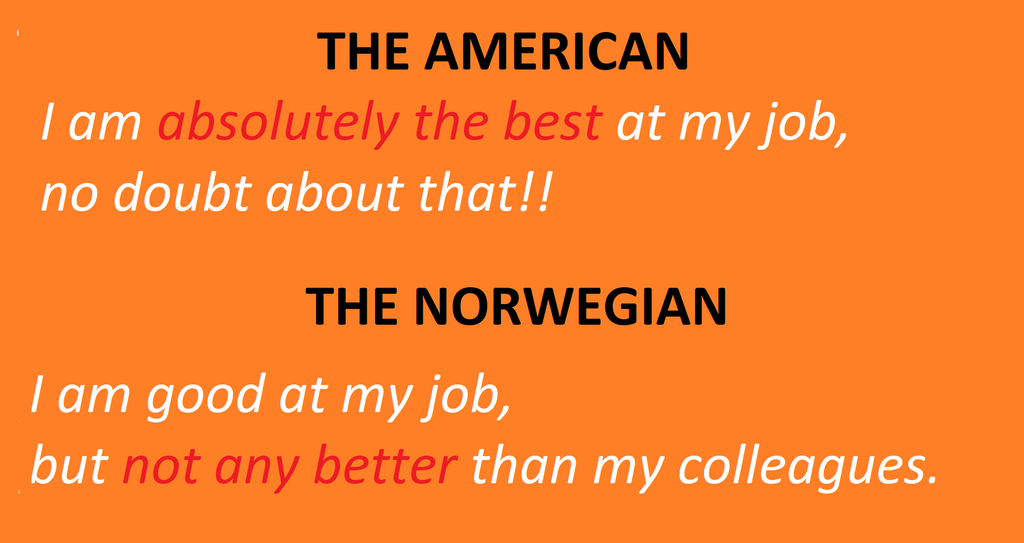 THE AMERICAN
I am absolutely the best at my job,
no doubt about that!!
THE NORWEGIAN
I am good at my job,
but not any better than my colleagues.